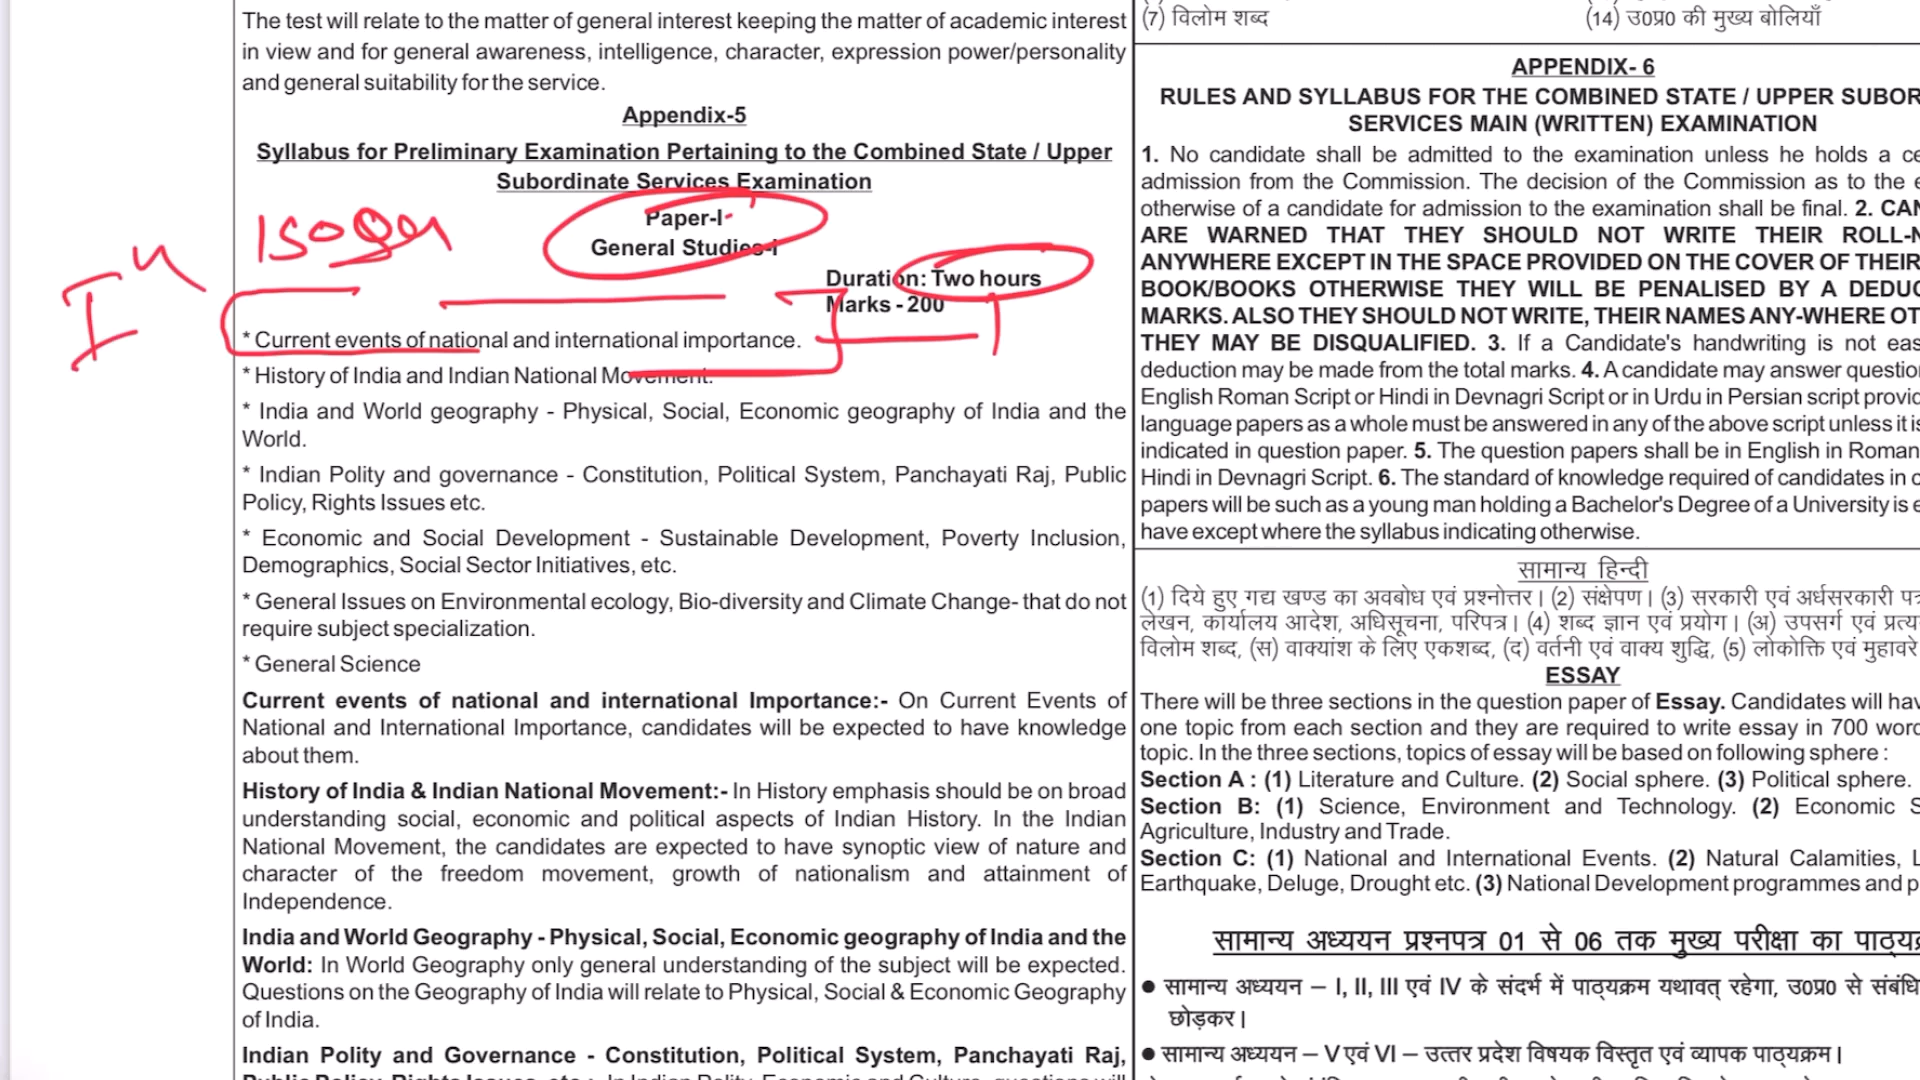 The test will relate to the matter of general interest keeping the matter of academic interest
in view and for general awareness, intelligence, character, expression power/personality
and general suitability for the service.
Appendix-5
Syllabus for Preliminary Examination Pertaining to the Combined State / Upper
Subordinate Services Examination
Paper-I
General Studies-I
Duration: Two hours
Marks - 200
* Current events of national and international importance.
* History of India and Indian National Movement.
* India and World geography - Physical, Social, Economic geography of India and the
World.
* Indian Polity and governance - Constitution, Political System, Panchayati Raj, Public
Policy, Rights Issues etc.
* Economic and Social Development - Sustainable Development, Poverty Inclusion,
Demographics, Social Sector Initiatives, etc.
* General Issues on Environmental ecology, Bio-diversity and Climate Change- that do not
require subject specialization.
* General Science
Current events of national and international Importance:- On Current Events of
National and International Importance, candidates will be expected to have knowledge
about them.
History of India & Indian National Movement:- In History emphasis should be on broad
understanding social, economic and political aspects of Indian History. In the Indian
National Movement, the candidates are expected to have synoptic view of nature and
character of the freedom movement, growth of nationalism and attainment of
Independence.
India and World Geography - Physical, Social, Economic geography of India and the
World: In World Geography only general understanding of the subject will be expected.
Questions on the Geography of India will relate to Physical, Social & Economic Geography
of India.
Indian Polity and Governance - Constitution, Political System, Panchayati Raj,
(7) विलोम शब्द
(14) उ0प्र0 की मुख्य बोलियाँ
APPENDIX- 6
RULES AND SYLLABUS FOR THE COMBINED STATE / UPPER SUBOR
SERVICES MAIN (WRITTEN) EXAMINATION
1. No candidate shall be admitted to the examination unless he holds a ce
admission from the Commission. The decision of the Commission as to the e
otherwise of a candidate for admission to the examination shall be final. 2. CAN
ARE WARNED THAT THEY SHOULD NOT WRITE THEIR ROLL-N
ANYWHERE EXCEPT IN THE SPACE PROVIDED ON THE COVER OF THEIR
BOOK/BOOKS OTHERWISE THEY WILL BE PENALISED BY A DEDUC
MARKS. ALSO THEY SHOULD NOT WRITE, THEIR NAMES ANY-WHERE OT
THEY MAY BE DISQUALIFIED. 3. If a Candidate's handwriting is not eas
deduction may be made from the total marks. 4. A candidate may answer question
English Roman Script or Hindi in Devnagri Script or in Urdu in Persian script provid
language papers as a whole must be answered in any of the above script unless it is
indicated in question paper. 5. The question papers shall be in English in Roman
Hindi in Devnagri Script. 6. The standard of knowledge required of candidates in c
papers will be such as a young man holding a Bachelor's Degree of a University is e
have except where the syllabus indicating otherwise.
सामान्य हिन्दी
(1) दिये हुए गद्य खण्ड का अवबोध एवं प्रश्नोत्तर। (2) संक्षेपण। (3) सरकारी एवं अर्धसरकारी पत्र
लेखन, कार्यालय आदेश, अधिसूचना, परिपत्र। (4) शब्द ज्ञान एवं प्रयोग। (अ) उपसर्ग एवं प्रत्य
विलोम शब्द, (स) वाक्यांश के लिए एकशब्द, (द) वर्तनी एवं वाक्य शुद्धि, (5) लोकोक्ति एवं मुहावरे
ESSAY
There will be three sections in the question paper of Essay. Candidates will hav
one topic from each section and they are required to write essay in 700 word
topic. In the three sections, topics of essay will be based on following sphere :
Section A : (1) Literature and Culture. (2) Social sphere. (3) Political sphere.
Section B: (1) Science, Environment and Technology. (2) Economic S
Agriculture, Industry and Trade.
Section C: (1) National and International Events. (2) Natural Calamities, L
Earthquake, Deluge, Drought etc. (3) National Development programmes and p
सामान्य अध्ययन प्रश्नपत्र 01 से 06 तक मुख्य परीक्षा का पाठ्यक्र
● सामान्य अध्ययन – I, II, III एवं IV के संदर्भ में पाठ्यक्रम यथावत् रहेगा, उ0प्र0 से संबंधि
छोड़कर।
● सामान्य अध्ययन – V एवं VI – उत्तर प्रदेश विषयक विस्तृत एवं व्यापक पाठ्यक्रम।